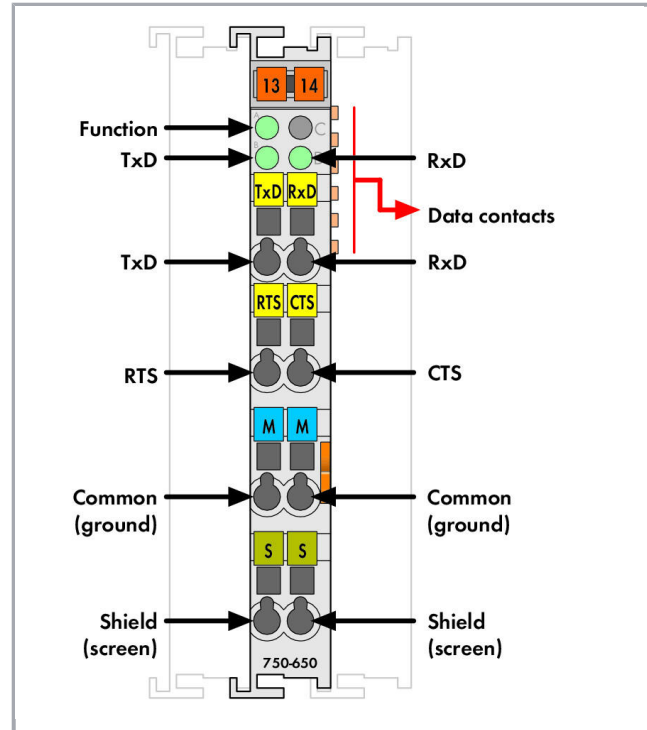 13 14
A
C
Function
B
TxD
RxD
TxD RxD
Data contacts
TxD
RxD
RTS CTS
RTS
CTS
M M
Common
(ground)
Common
(ground)
S S
Shield
(screen)
Shield
(screen)
750-650